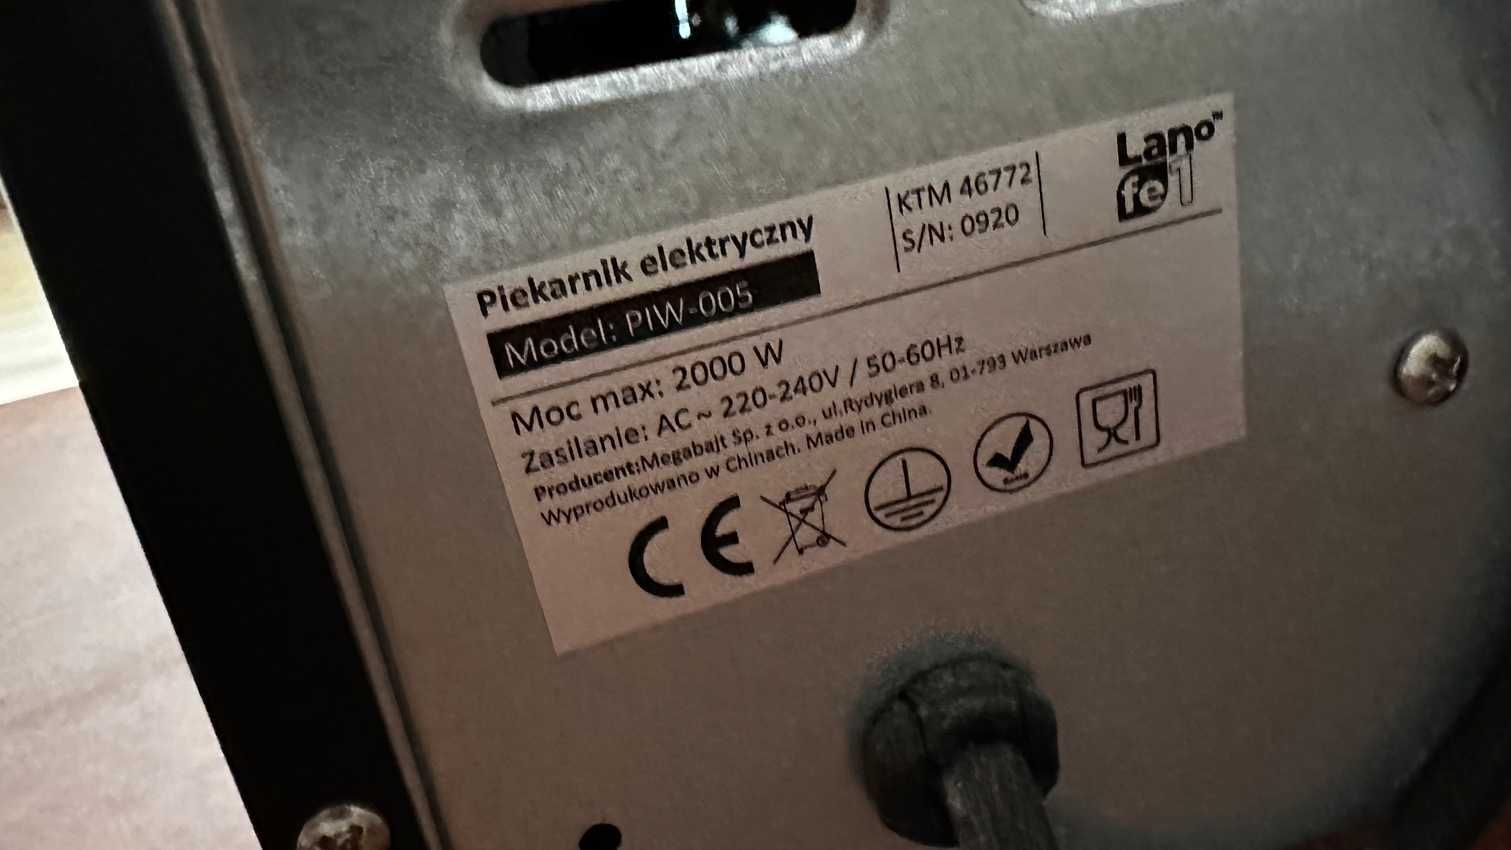 Piekarnik elektryczny
Model: PIW-005
KTM 46772
S/N: 0920
Lano™
fe1
Moc max: 2000 W
Zasilanie: AC~ 220-240V / 50-60Hz
Producent:Megabajt Sp. z o.o., ul.Rydygiera 8, 01-793 Warszawa
Wyprodukowano w Chinach. Made in China.
CE